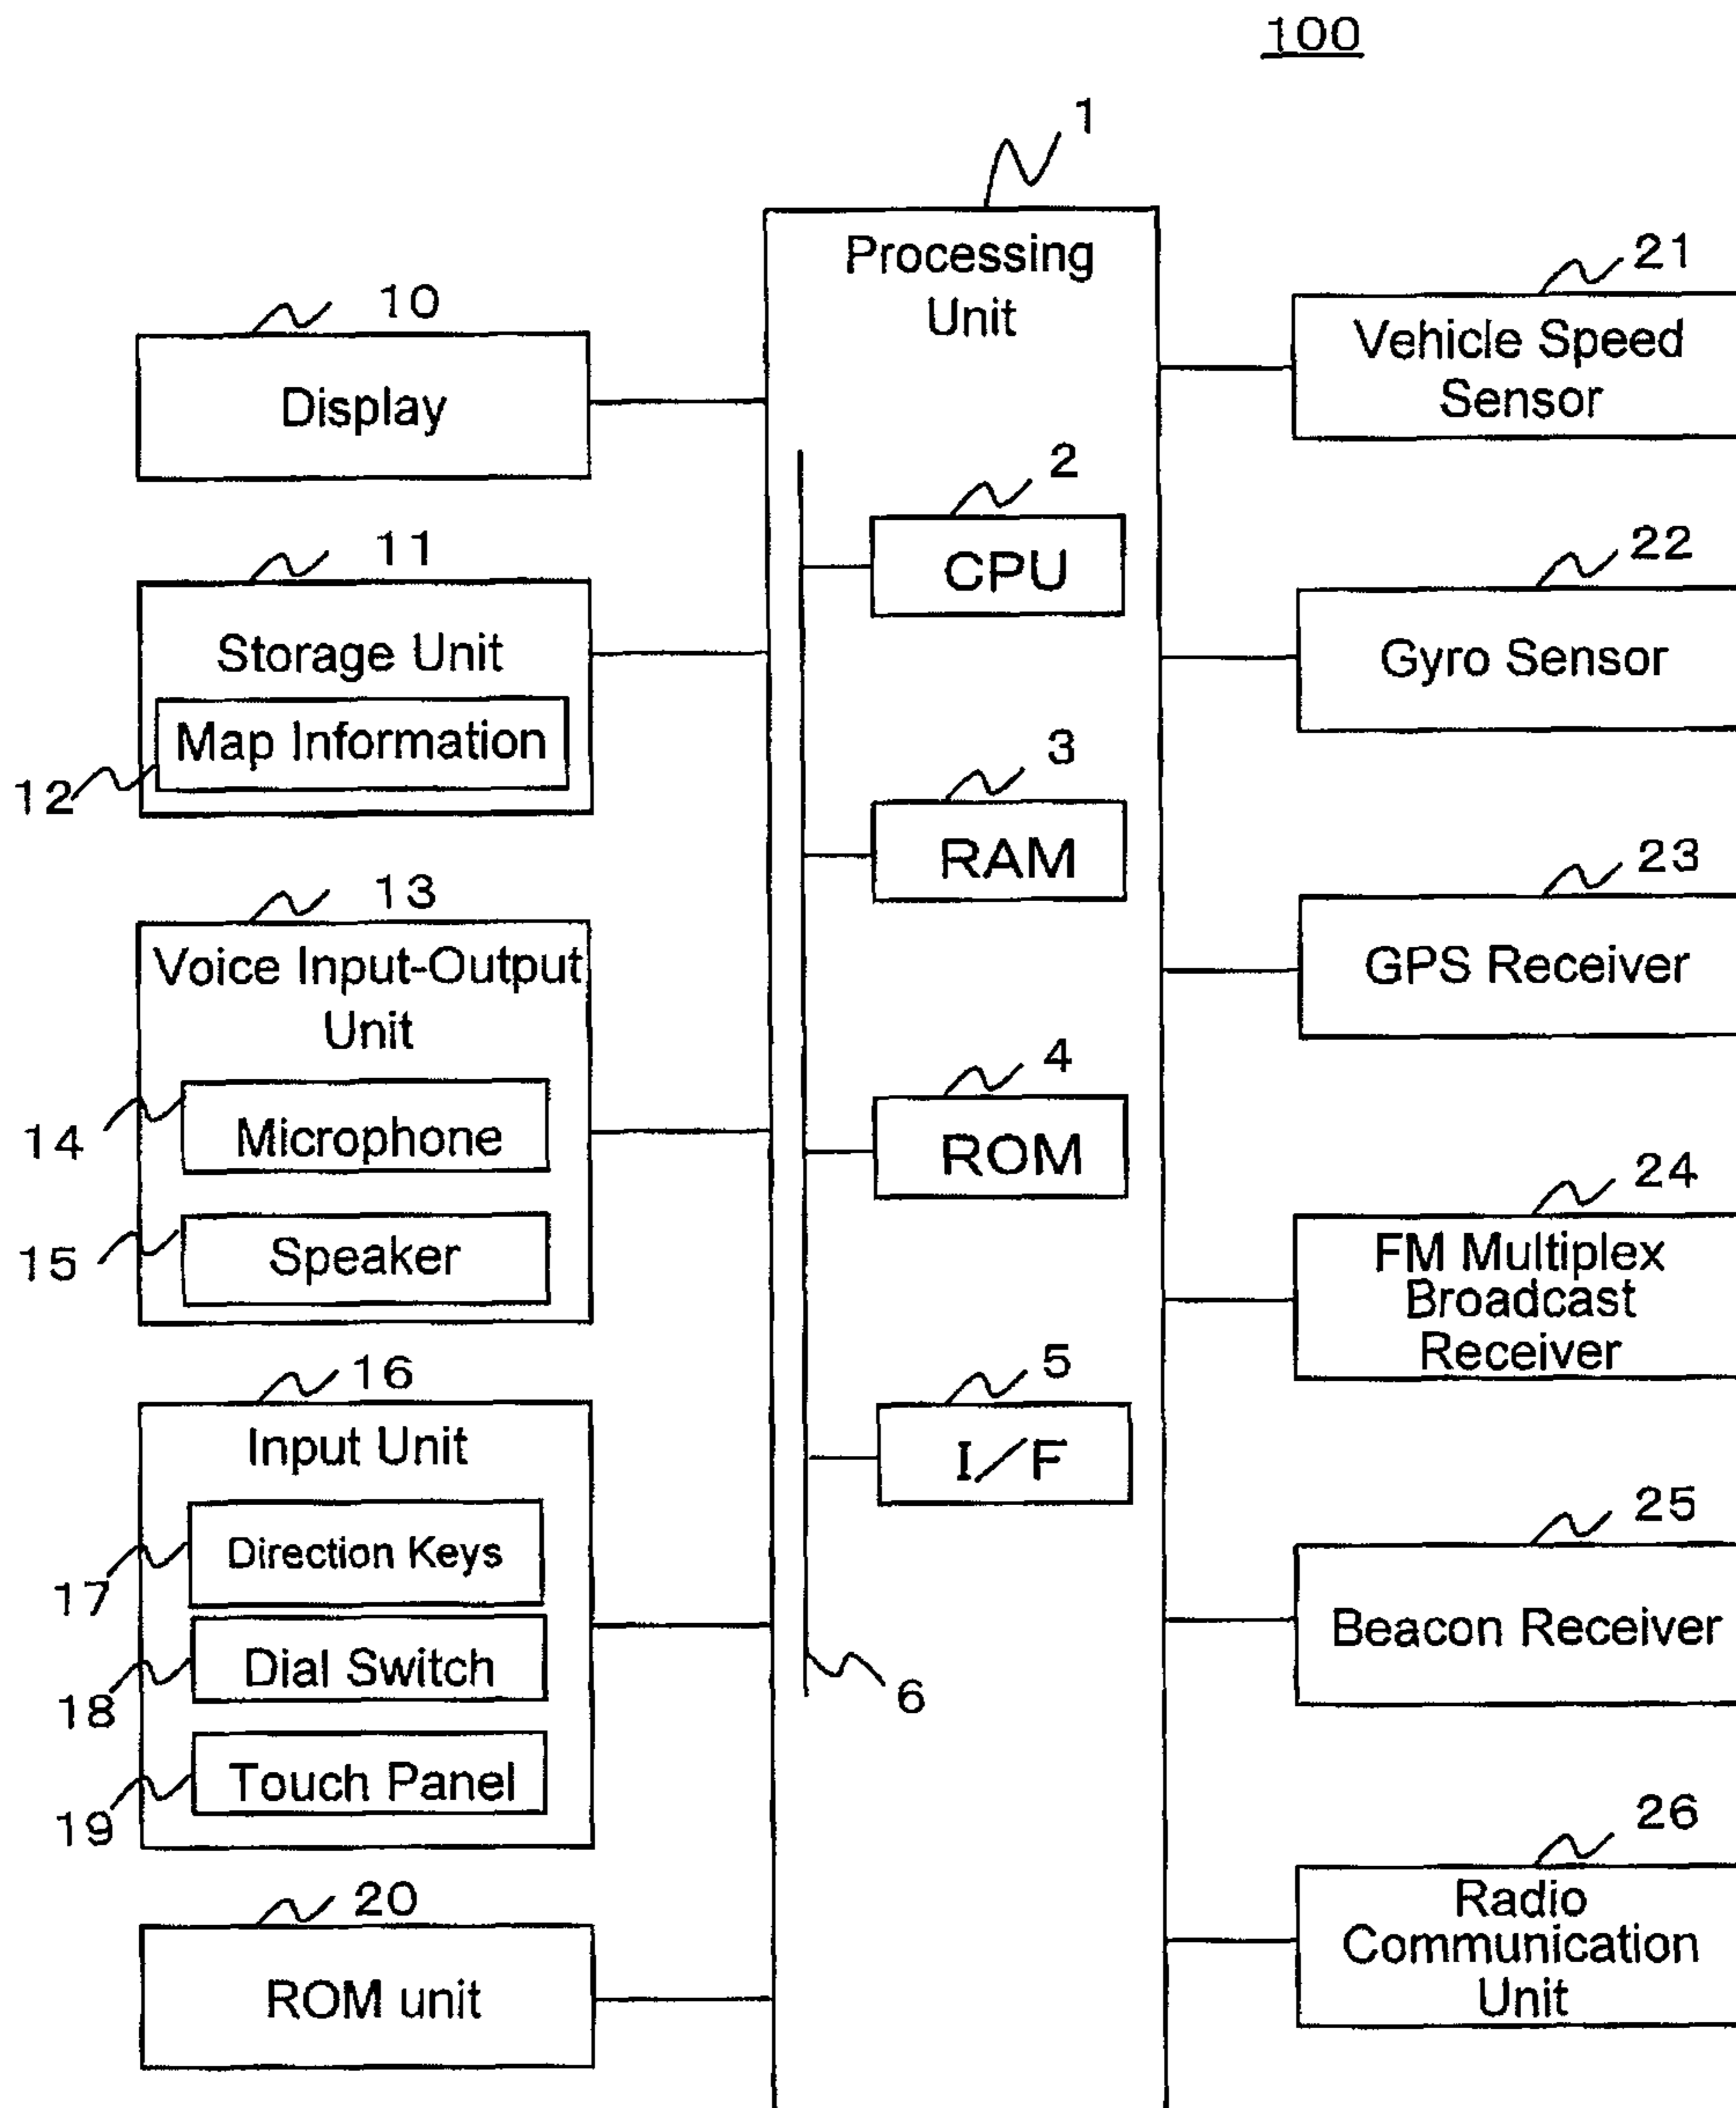 100
1
Processing
Unit
10
Display
11
Storage Unit
Map Information
12
13
Voice Input-Output
Unit
14
Microphone
15
Speaker
16
Input Unit
17
Direction Keys
18
Dial Switch
19
Touch Panel
20
ROM unit
2
CPU
3
RAM
4
ROM
5
I/F
6
21
Vehicle Speed
Sensor
22
Gyro Sensor
23
GPS Receiver
24
FM Multiplex
Broadcast
Receiver
25
Beacon Receiver
26
Radio
Communication
Unit